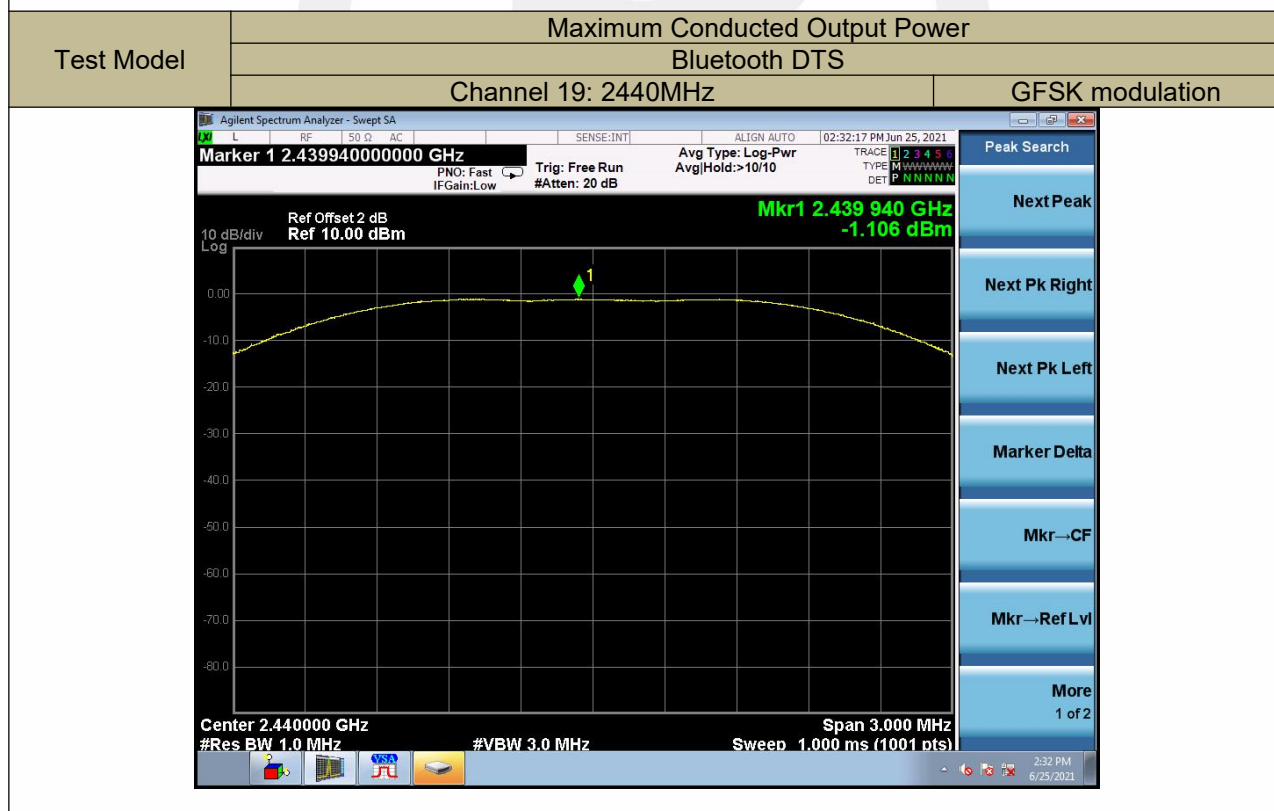 Maximum Conducted Output Power
Test Model
Bluetooth DTS
Channel 19: 2440MHz GFSK modulation
Agilent Spectrum Analyzer - Swept SA
LXI L RF 50 Ω AC SENSE:INT ALIGN AUTO 02:32:17 PM Jun 25, 2021
Marker 1 2.439940000000 GHz
PNO: Fast
IFGain:Low
Trig: Free Run
#Atten: 20 dB
Avg Type: Log-Pwr
Avg|Hold:>10/10
TRACE 1 2 3 4 5 6
TYPE M W W W W W
DET P N N N N N
Peak Search
Mkr1 2.439 940 GHz
-1.106 dBm
Ref Offset 2 dB
10 dB/div Ref 10.00 dBm
Log
1
0.00
-10.0
-20.0
-30.0
-40.0
-50.0
-60.0
-70.0
-80.0
Center 2.440000 GHz Span 3.000 MHz
#Res BW 1.0 MHz #VBW 3.0 MHz Sweep 1.000 ms (1001 pts)
Next Peak
Next Pk Right
Next Pk Left
Marker Delta
Mkr→CF
Mkr→Ref Lvl
More
1 of 2
VSA
2:32 PM
6/25/2021